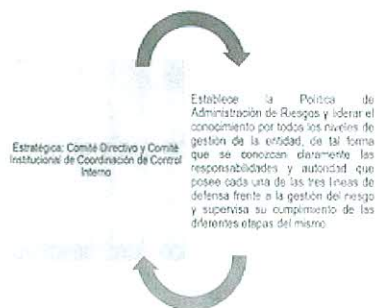 Establece la Política de
Administración de Riesgos y liderar el
conocimiento por todos los niveles de
gestión de la entidad, de tal forma
que se conozcan claramente las
responsabilidades y autoridad que
posee cada una de las tres líneas de
defensa frente a la gestión del riesgo
y supervisa su cumplimiento de las
diferentes etapas del mismo
Estratégica: Comité Directivo y Comité
Institucional de Coordinación de Control
Interno